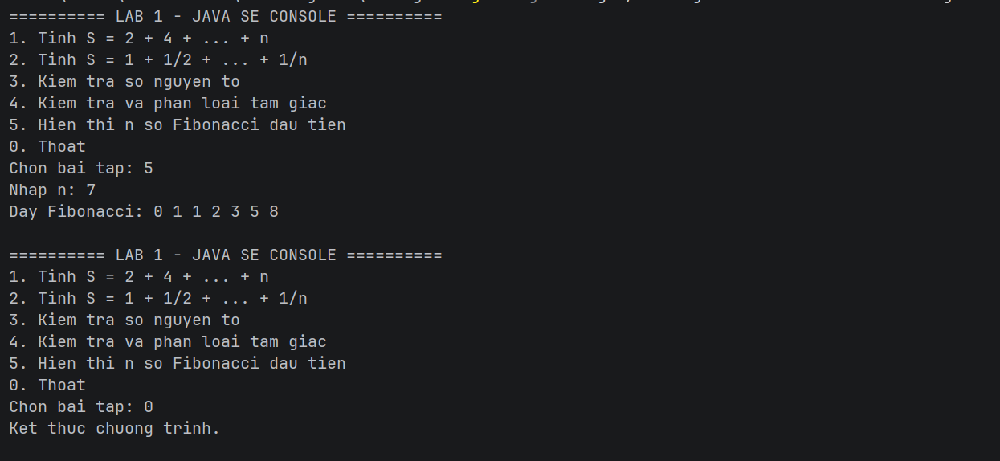 ========== LAB 1 - JAVA SE CONSOLE ==========
1. Tinh S = 2 + 4 + ... + n
2. Tinh S = 1 + 1/2 + ... + 1/n
3. Kiem tra so nguyen to
4. Kiem tra va phan loai tam giac
5. Hien thi n so Fibonacci dau tien
0. Thoat
Chon bai tap: 5
Nhap n: 7
Day Fibonacci: 0 1 1 2 3 5 8
========== LAB 1 - JAVA SE CONSOLE ==========
1. Tinh S = 2 + 4 + ... + n
2. Tinh S = 1 + 1/2 + ... + 1/n
3. Kiem tra so nguyen to
4. Kiem tra va phan loai tam giac
5. Hien thi n so Fibonacci dau tien
0. Thoat
Chon bai tap: 0
Ket thuc chuong trinh.